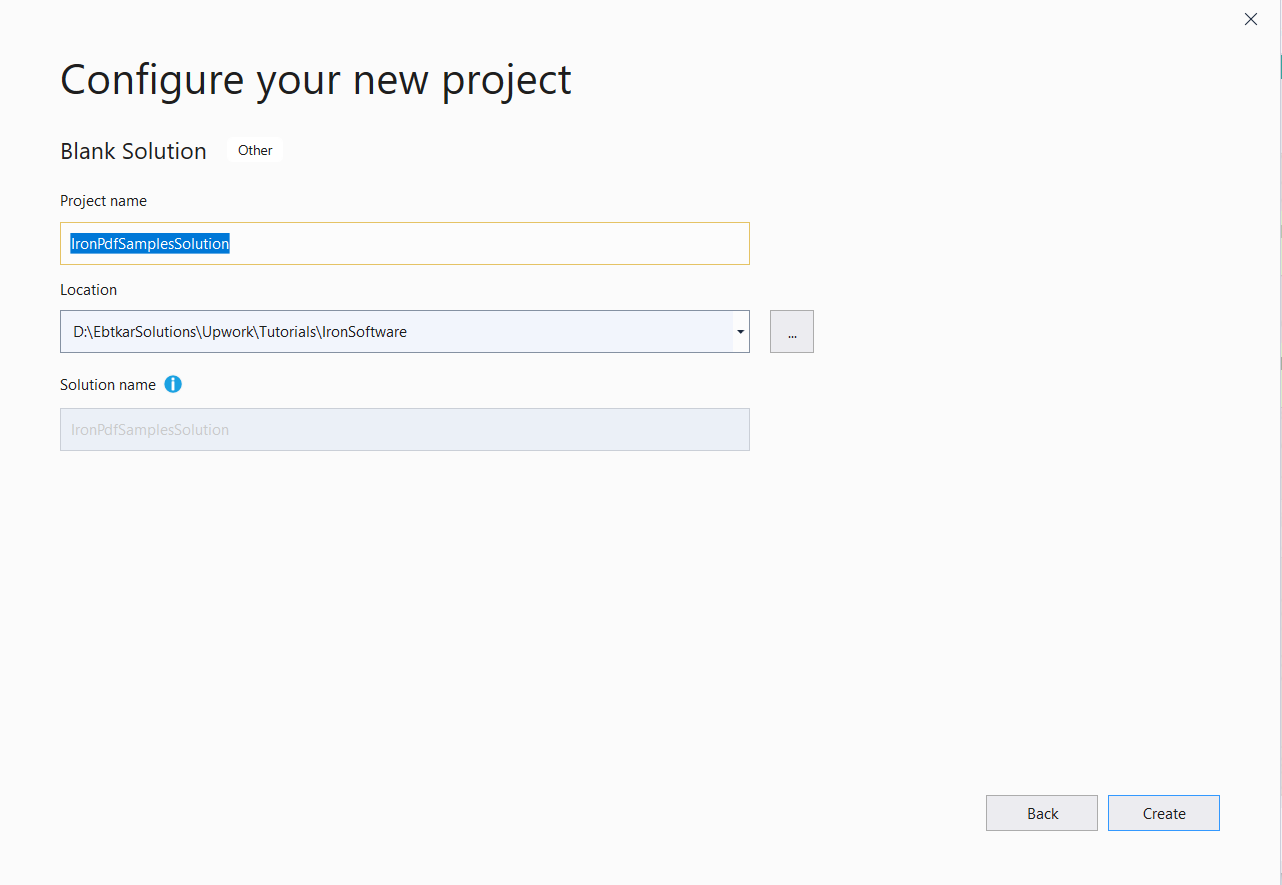 Configure your new project
Blank Solution Other
Project name
IronPdfSamplesSolution
Location
D:\EbtkarSolutions\Upwork\Tutorials\IronSoftware
...
Solution name
IronPdfSamplesSolution
Back Create